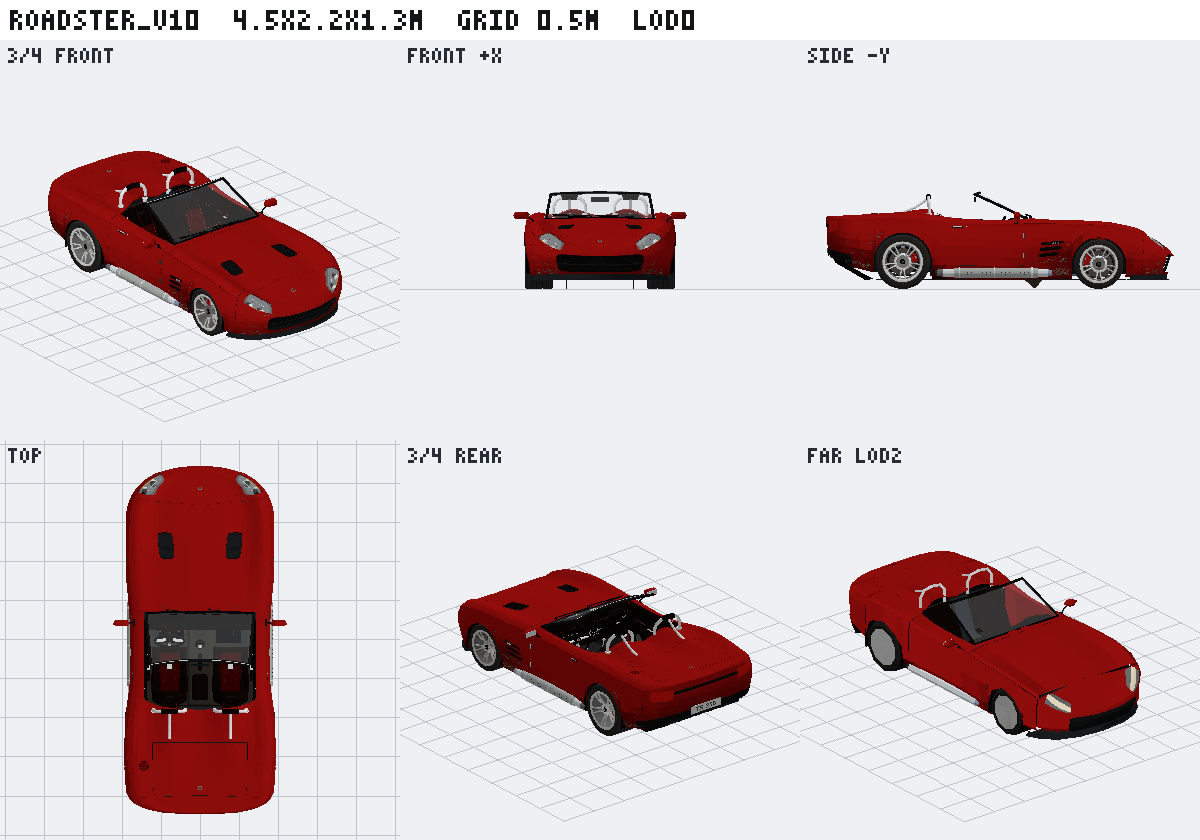 ROADSTER_V10 4.5X2.2X1.3M GRID 0.5M LOD0
3/4 FRONT
FRONT +X
SIDE -Y
TOP
3/4 REAR
FAR LOD2